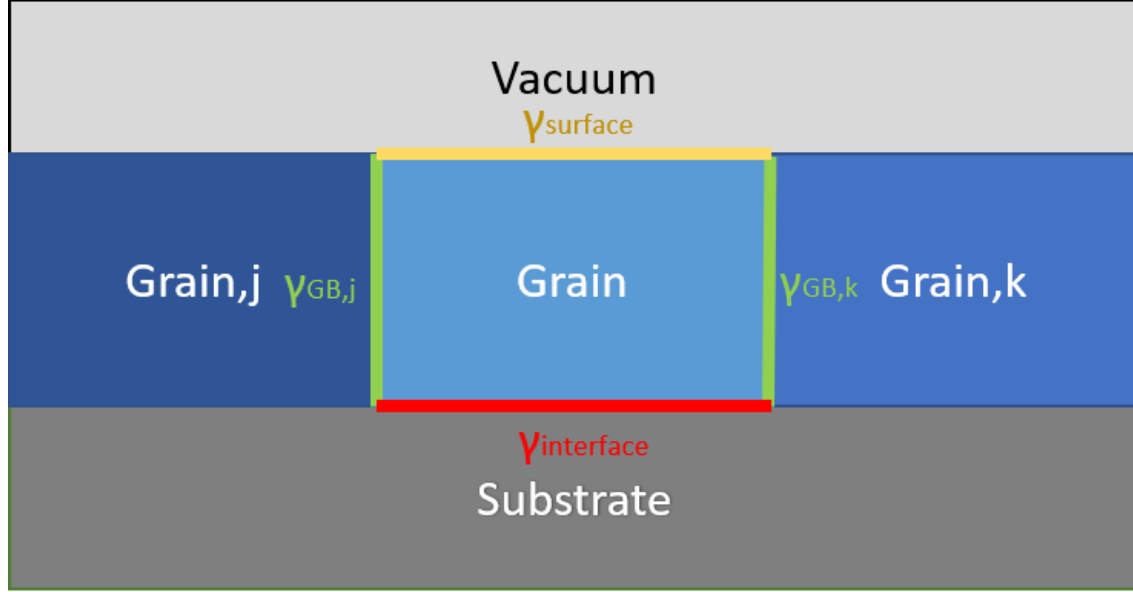 Vacuum
γsurface
Grain,j γGB,j Grain γGB,k Grain,k
γinterface
Substrate